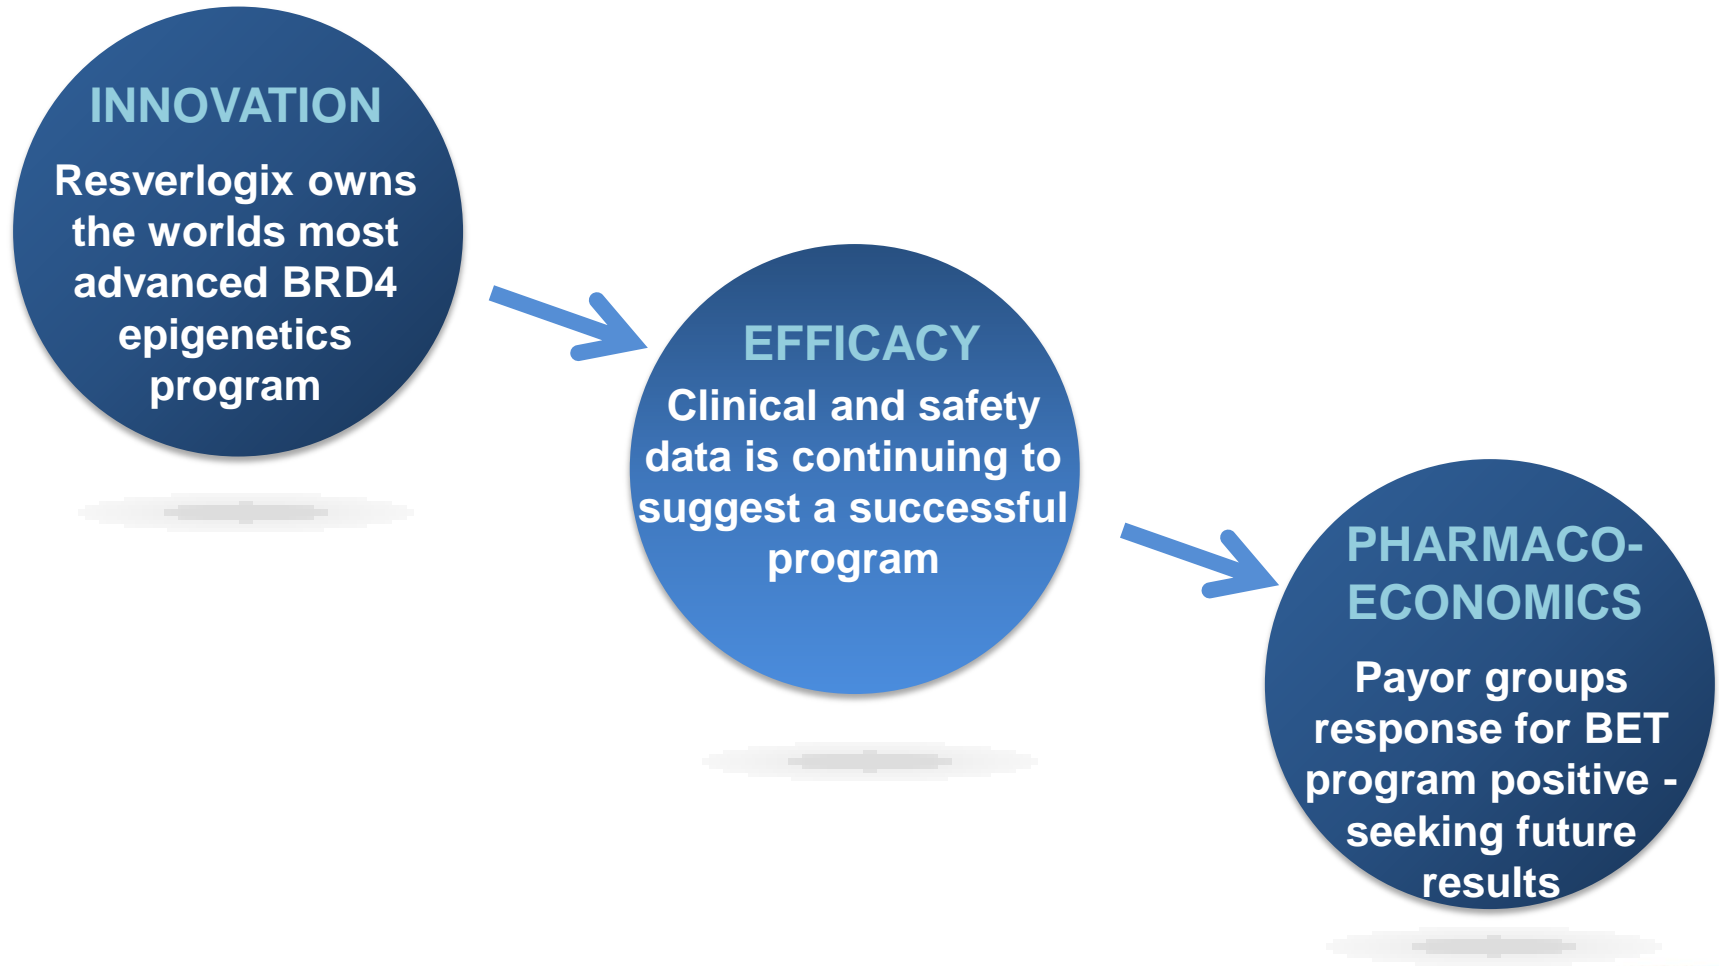 INNOVATION
Resverlogix owns
the worlds most
advanced BRD4
epigenetics
program
EFFICACY
Clinical and safety
data is continuing to
suggest a successful
program
PHARMACO-
ECONOMICS
Payor groups
response for BET
program positive -
seeking future
results